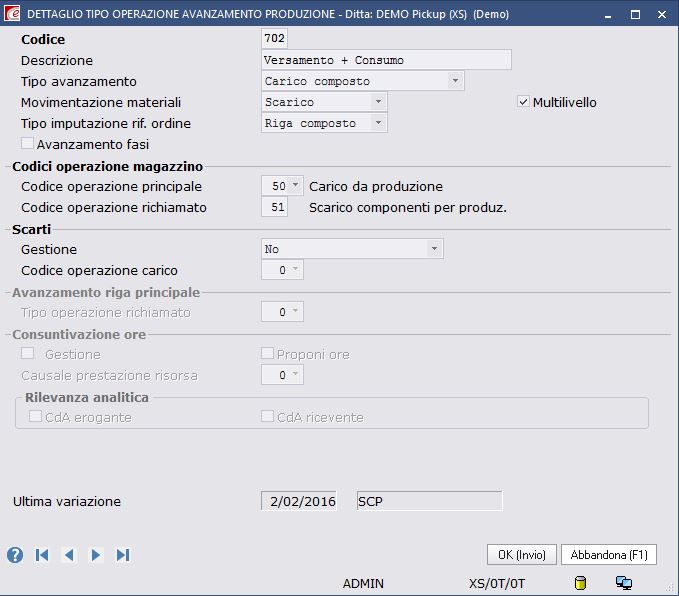 DETTAGLIO TIPO OPERAZIONE AVANZAMENTO PRODUZIONE - Ditta: DEMO Pickup (XS) (Demo)
Codice 702
Descrizione Versamento + Consumo
Tipo avanzamento Carico composto
Movimentazione materiali Scarico Multilivello
Tipo imputazione rif. ordine Riga composto
Avanzamento fasi
Codici operazione magazzino
Codice operazione principale 50 Carico da produzione
Codice operazione richiamato 51 Scarico componenti per produz.
Scarti
Gestione No
Codice operazione carico 0
Avanzamento riga principale
Tipo operazione richiamato 0
Consuntivazione ore
Gestione Proponi ore
Causale prestazione risorsa 0
Rilevanza analitica
CdA erogante CdA ricevente
Ultima variazione 2/02/2016 SCP
OK (Invio) Abbandona (F1)
ADMIN XS/0T/0T